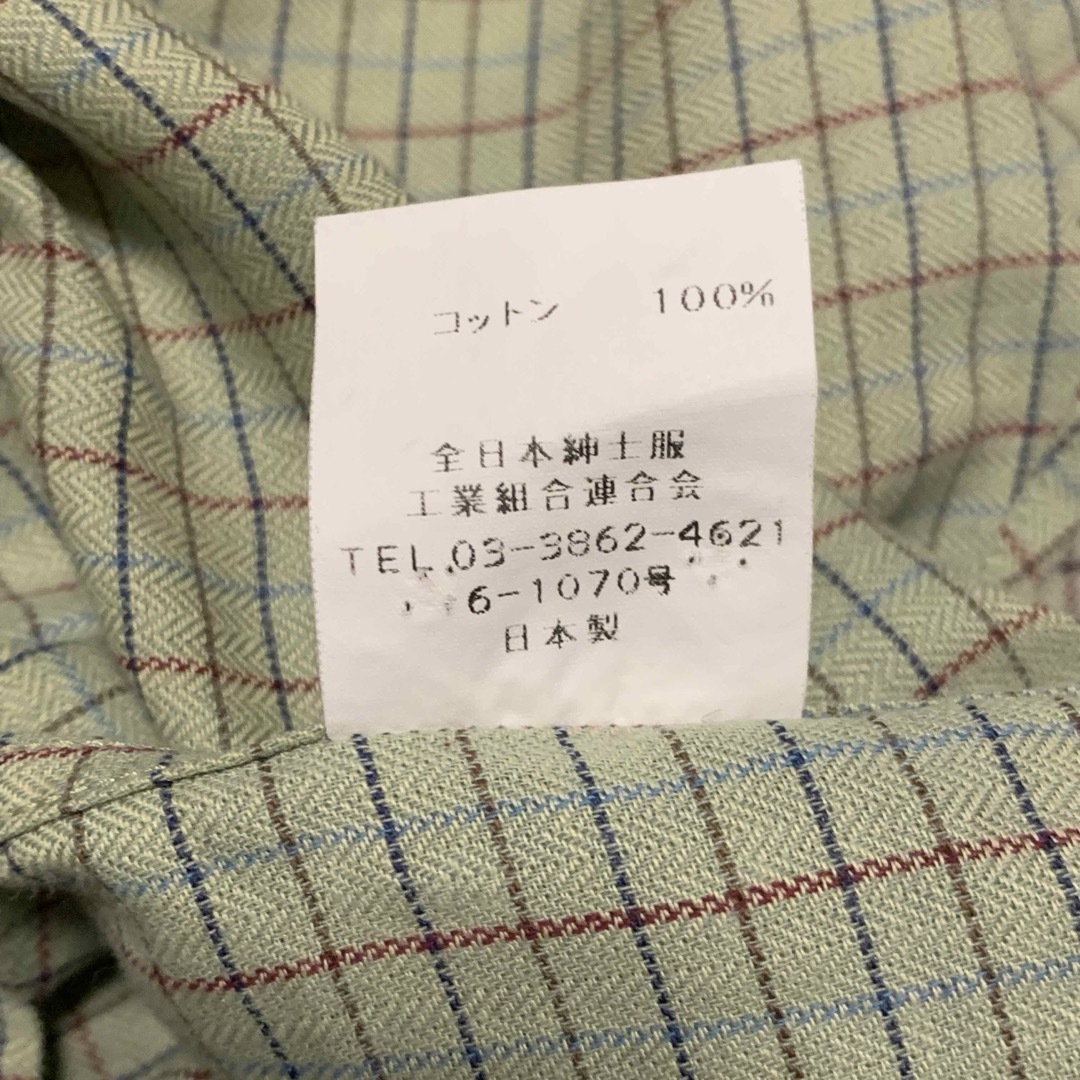 コットン 100%
全日本紳士服
工業組合連合会
TEL.03-3862-4621
6-1070号
日本製